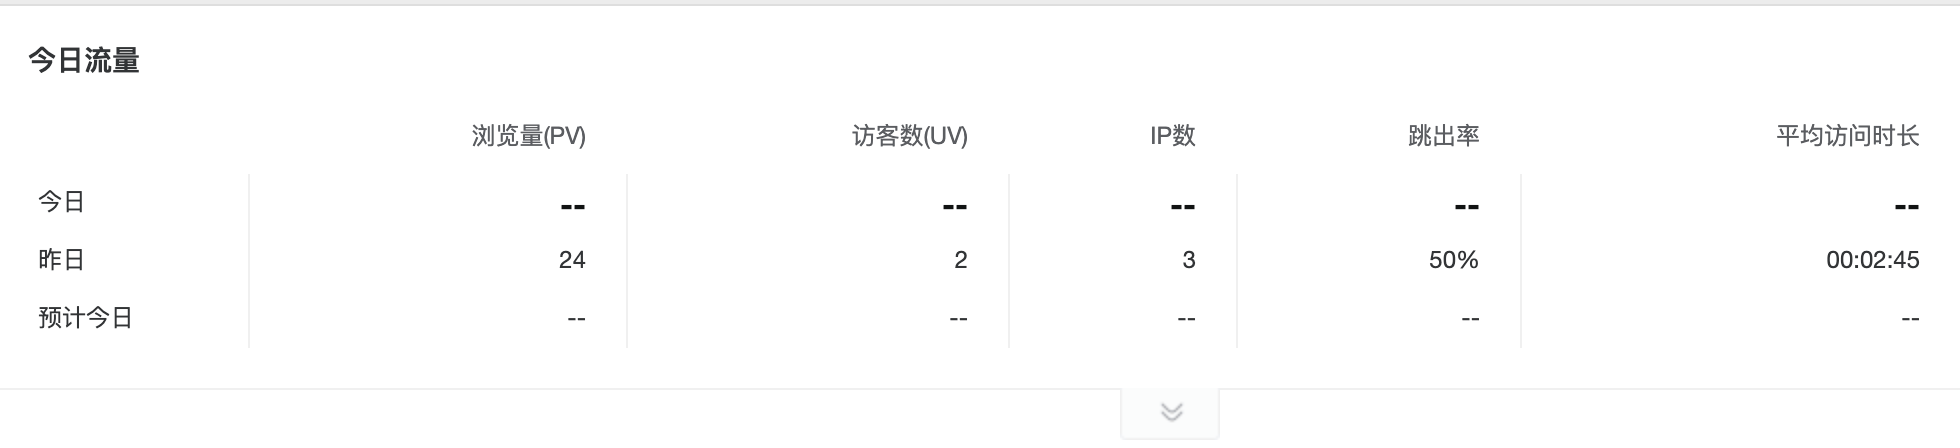 今日流量
浏览量(PV) 访客数(UV) IP数 跳出率 平均访问时长
今日 -- -- -- -- --
昨日 24 2 3 50% 00:02:45
预计今日 -- -- -- -- --